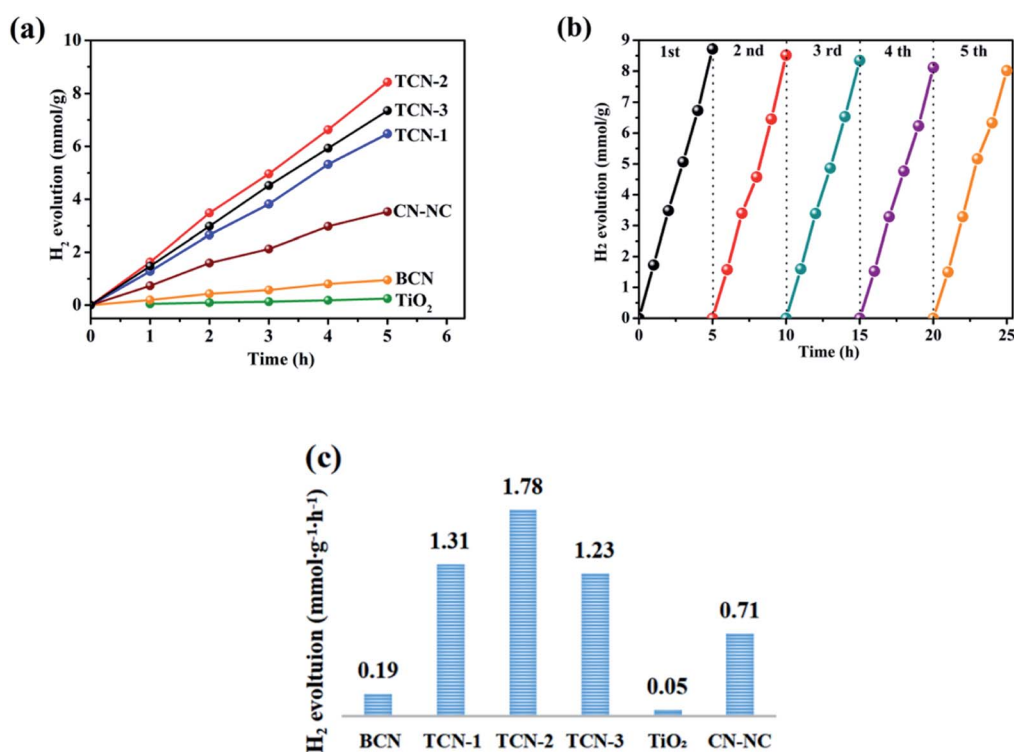 (a)
H₂ evolution (mmol/g)
10
8
6
4
2
0
TCN-2
TCN-3
TCN-1
CN-NC
BCN
TiO₂
0 1 2 3 4 5 6
Time (h)
(b)
H₂ evolution (mmol/g)
9
8
7
6
5
4
3
2
1
0
1st 2 nd 3 rd 4 th 5 th
0 5 10 15 20 25
Time (h)
(c)
H₂ evoltuion (mmol·g⁻¹·h⁻¹)
0.19
1.31
1.78
1.23
0.05
0.71
BCN TCN-1 TCN-2 TCN-3 TiO₂ CN-NC